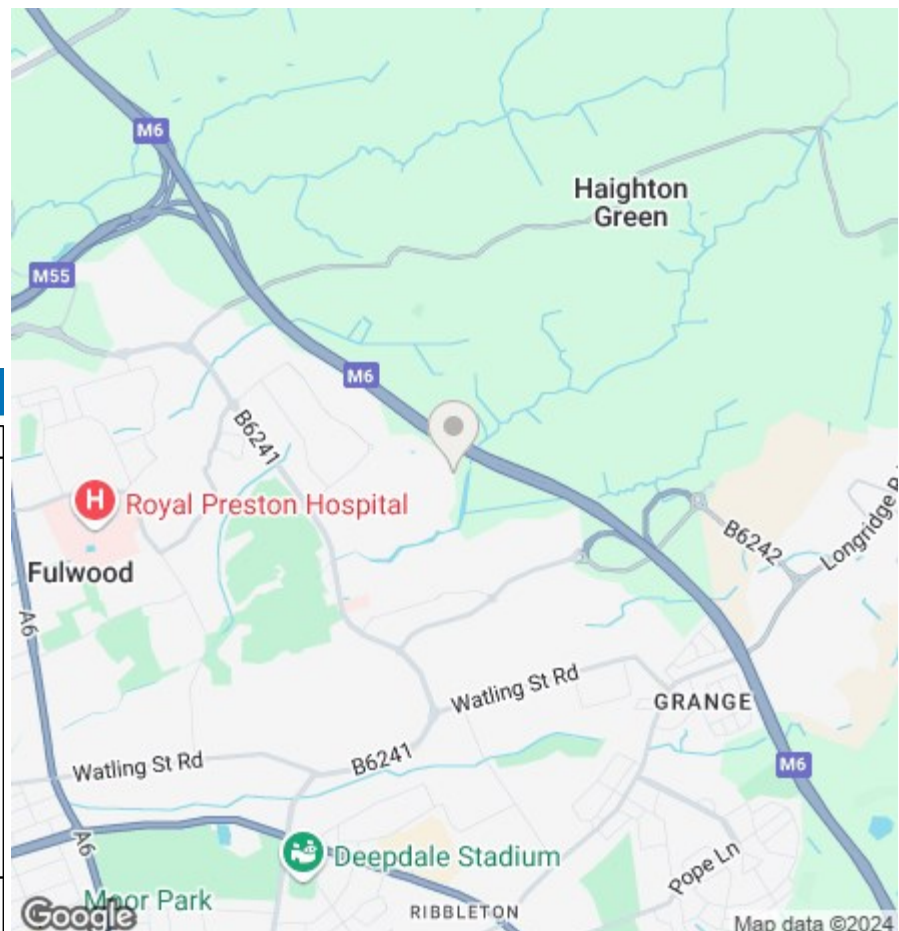 M6
Haighton
Green
M55
M6
B6241
Royal Preston Hospital
H
Fulwood
B6242
Longridge
A6
Watling St Rd
GRANGE
Watling St Rd
B6241
M6
A6
Deepdale Stadium
Pope Ln
Moor Park
RIBBLETON
Google
Map data ©2024